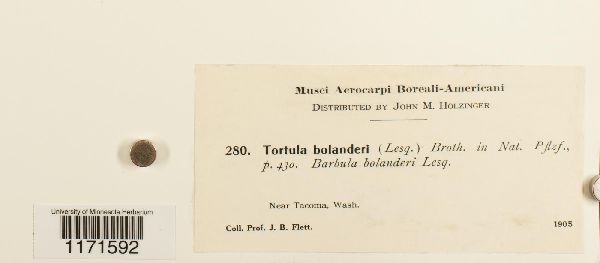 Musci Acrocarpi Boreali-Americani
DISTRIBUTED BY JOHN M. HOLZINGER
280. Tortula bolanderi (Lesq.) Broth. in Nat. Pflzf.,
p. 430. Barbula bolanderi Lesq.
Near Tacoma, Wash.
Coll. Prof. J. B. Flett. 1905
University of Minnesota Herbarium
1171592